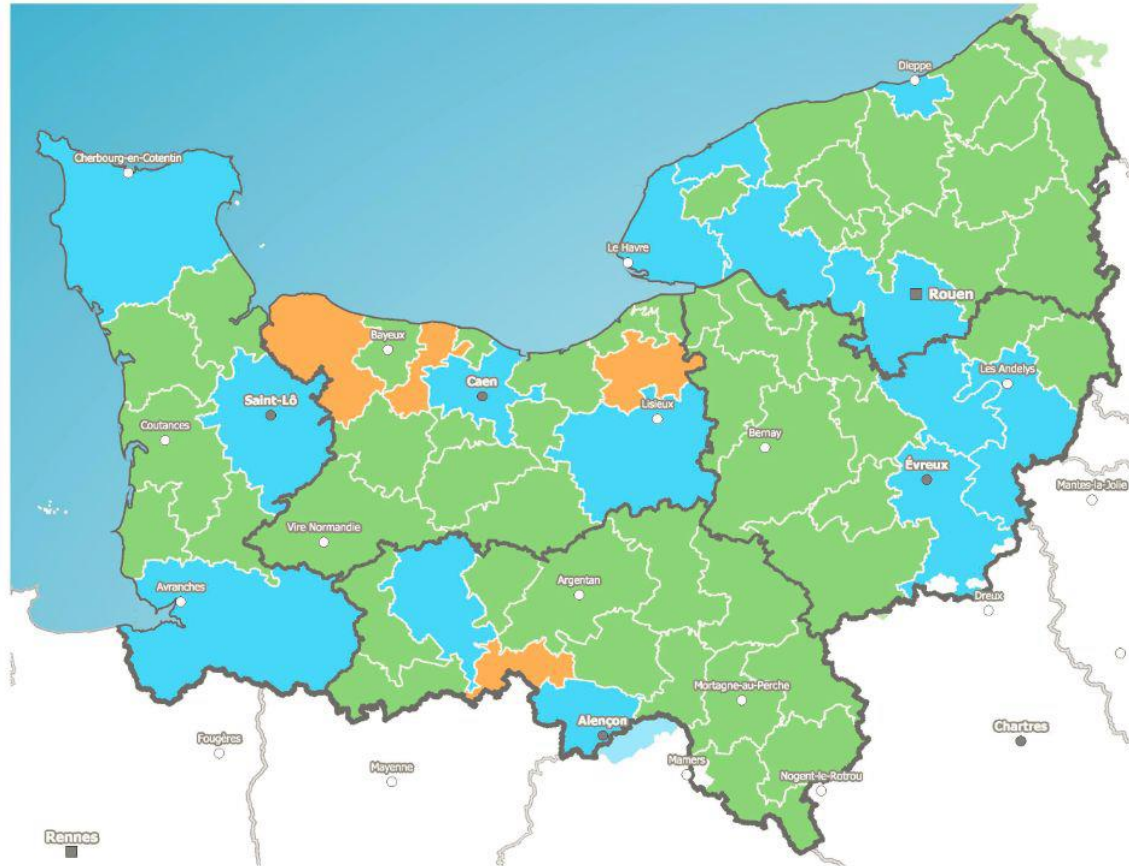 Dieppe
Cherbourg-en-Cotentin
Le Havre
Rouen
Bayeux
Caen
Les Andelys
Saint-Lô
Lisieux
Coutances
Bernay
Évreux
Mantes-la-Jolie
Vire Normandie
Avranches
Argentan
Dreux
Mortagne-au-Perche
Alençon
Chartres
Fougères
Mayenne
Mamers
Nogent-le-Rotrou
Rennes